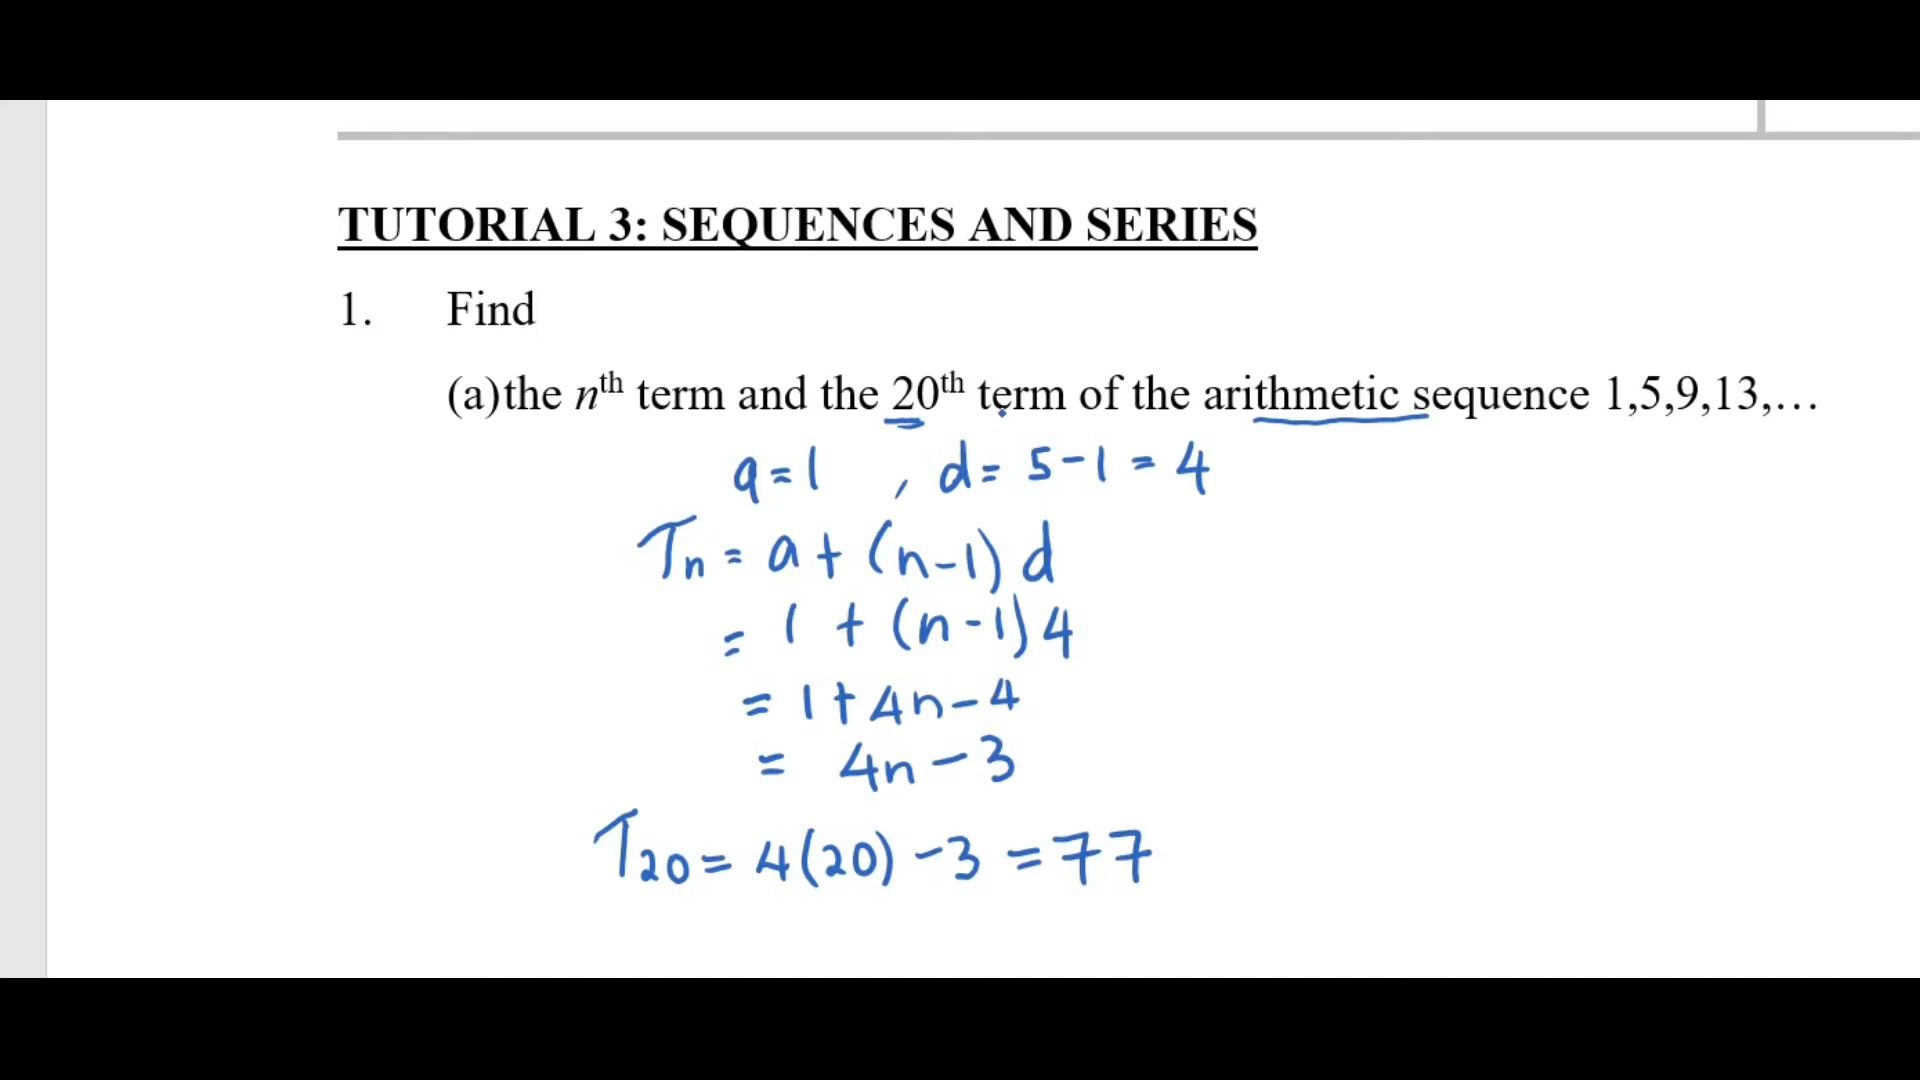 TUTORIAL 3: SEQUENCES AND SERIES
1. Find
(a) the nᵗʰ term and the 20ᵗʰ term of the arithmetic sequence 1,5,9,13,…
a = 1 , d = 5 - 1 = 4
Tₙ = a + (n-1) d
= 1 + (n-1) 4
= 1 + 4n - 4
= 4n - 3
T₂₀ = 4(20) - 3 = 77